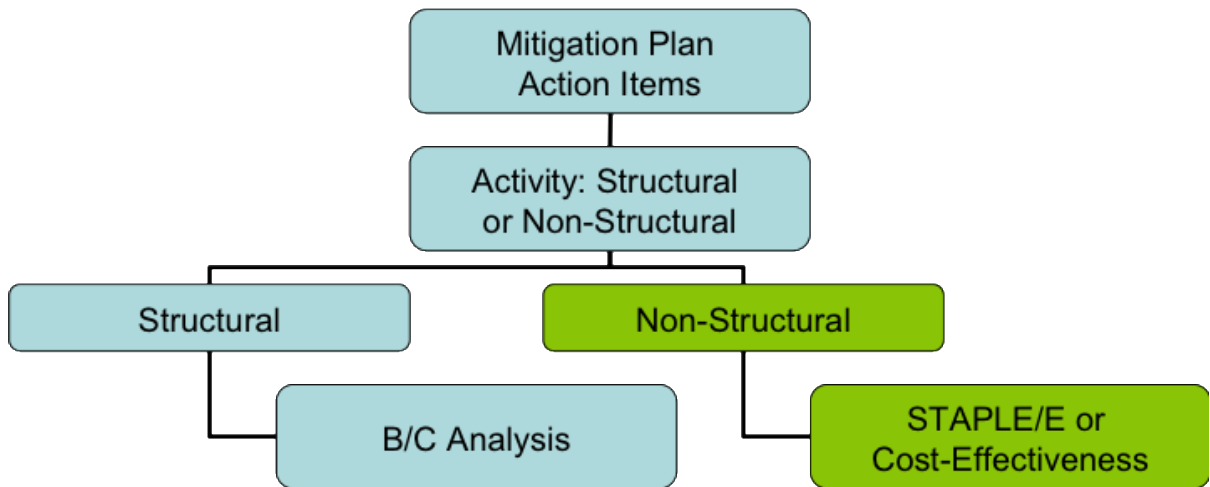 Mitigation Plan
Action Items
Activity: Structural
or Non-Structural
Structural
Non-Structural
B/C Analysis
STAPLE/E or
Cost-Effectiveness